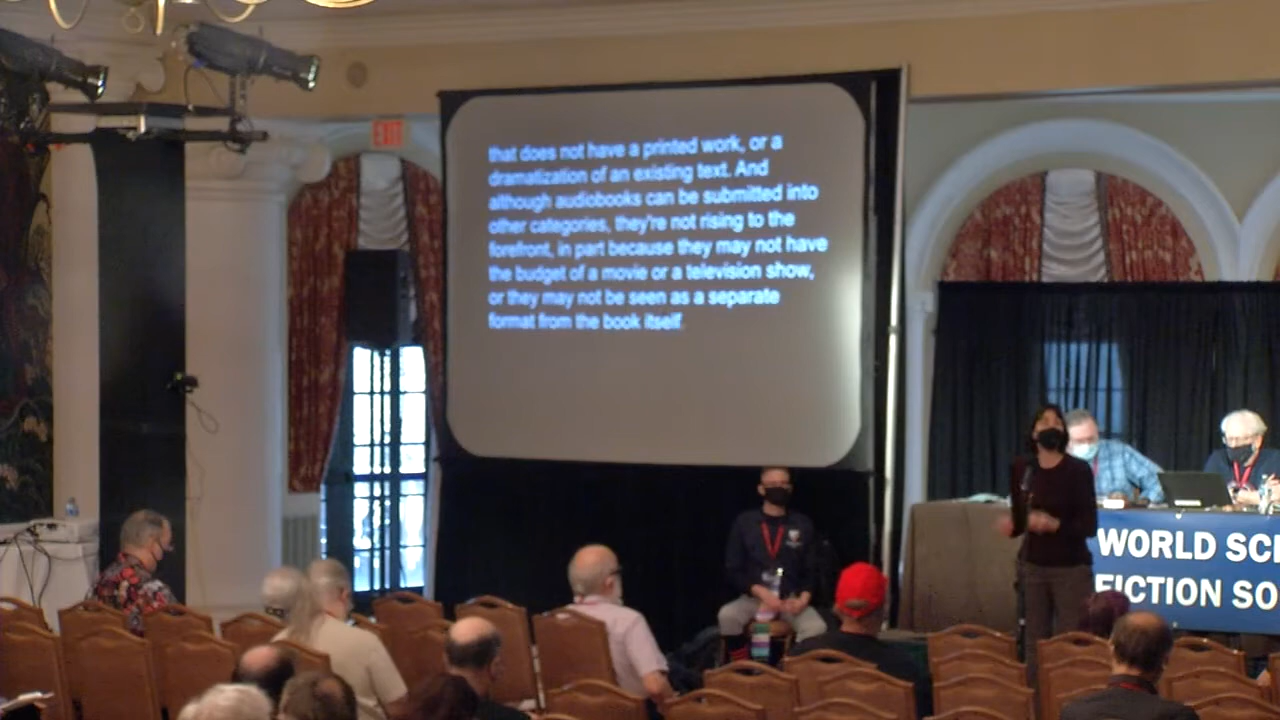 EXIT
that does not have a printed work, or a
dramatization of an existing text. And
although audiobooks can be submitted into
other categories, they're not rising to the
forefront, in part because they may not have
the budget of a movie or a television show,
or they may not be seen as a separate
format from the book itself
WORLD SCI
FICTION SO